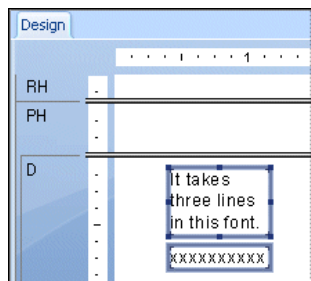 Design
1
RH
PH
D
It takes
three lines
in this font.
xxxxxxxxxx